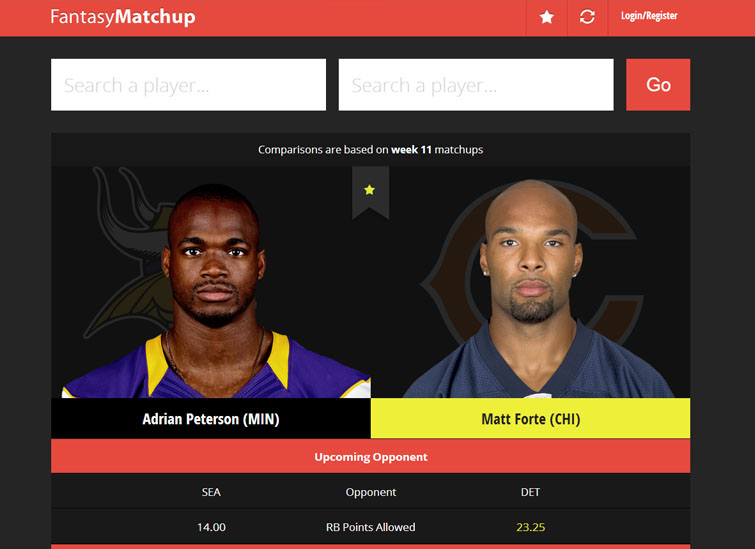 FantasyMatchup
Login/Register
Search a player...
Search a player...
Go
Comparisons are based on week 11 matchups
Adrian Peterson (MIN)
Matt Forte (CHI)
Upcoming Opponent
SEA Opponent DET
14.00 RB Points Allowed 23.25